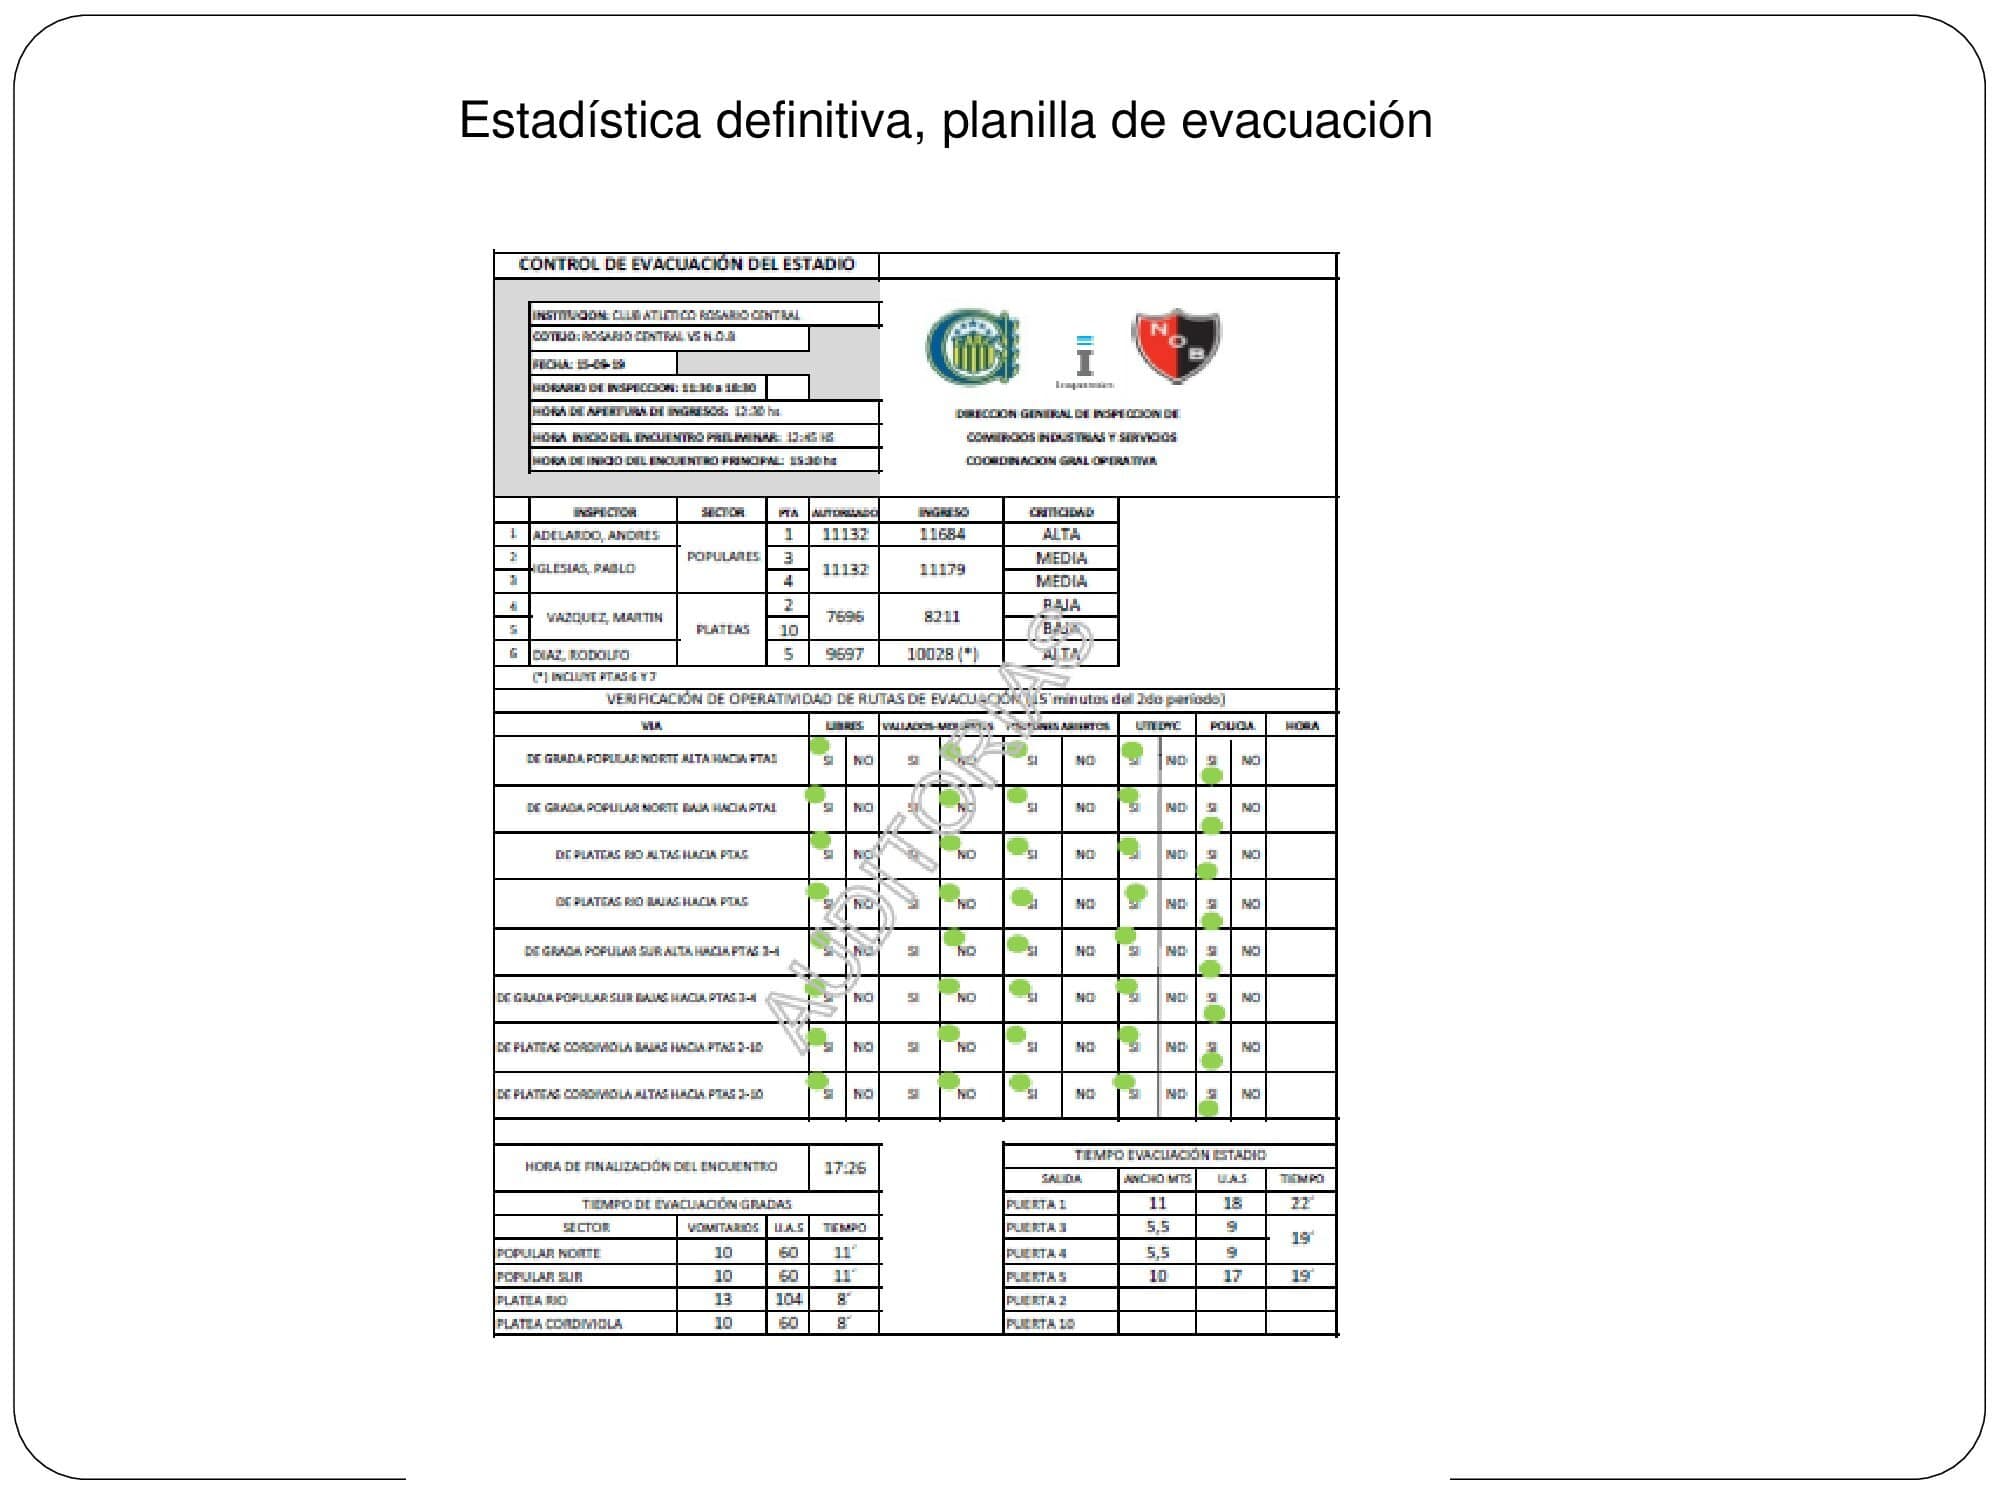 Estadística definitiva, planilla de evacuación
CONTROL DE EVACUACIÓN DEL ESTADIO
INSTITUCION: CLUB ATLETICO ROSARIO CENTRAL
COTEJO: ROSARIO CENTRAL VS N.O.B
FECHA: 15-09-19
HORARIO DE INSPECCION: 11:30 a 18:30
HORA DE APERTURA DE INGRESOS: 12:30 hs
HORA INICIO DEL ENCUENTRO PRELIMINAR: 12:45 HS
HORA DE INICIO DEL ENCUENTRO PRINCIPAL: 15:30 hs
CARC
NOB
DIRECCION GENERAL DE INSPECCION DE
COMERCIOS INDUSTRIAS Y SERVICIOS
COORDINACION GRAL OPERATIVA
INSPECTOR SECTOR PTA AUTORIZADO INGRESO CRITICIDAD
1 ADELARDO, ANDRES POPULARES 1 11132 11684 ALTA
2 IGLESIAS, PABLO 3 11132 11179 MEDIA
3 4 MEDIA
4 VAZQUEZ, MARTIN PLATEAS 2 7696 8211 BAJA
5 10 BAJA
6 DIAZ, RODOLFO 5 9697 10028 (*) ALTA
(*) INCLUYE PTAS 6 Y 7
VERIFICACIÓN DE OPERATIVIDAD DE RUTAS DE EVACUACIÓN (15´minutos del 2do período)
VIA LIBRES VALLADOS-MOLINETES PORTONES ABIERTOS UTEDYC POLICIA HORA
DE GRADA POPULAR NORTE ALTA HACIA PTA1 SI NO SI NO SI NO SI NO SI NO
DE GRADA POPULAR NORTE BAJA HACIA PTA1 SI NO SI NO SI NO SI NO SI NO
DE PLATEAS RIO ALTAS HACIA PTAS SI NO SI NO SI NO SI NO SI NO
DE PLATEAS RIO BAJAS HACIA PTAS SI NO SI NO SI NO SI NO SI NO
DE GRADA POPULAR SUR ALTA HACIA PTAS 3-4 SI NO SI NO SI NO SI NO SI NO
DE GRADA POPULAR SUR BAJAS HACIA PTAS 3-4 SI NO SI NO SI NO SI NO SI NO
DE PLATEAS CORDIVIOLA BAJAS HACIA PTAS 2-10 SI NO SI NO SI NO SI NO SI NO
DE PLATEAS CORDIVIOLA ALTAS HACIA PTAS 2-10 SI NO SI NO SI NO SI NO SI NO
AUDITORIAS
HORA DE FINALIZACIÓN DEL ENCUENTRO 17:26
TIEMPO DE EVACUACIÓN GRADAS
SECTOR VOMITARIOS U.A.S TIEMPO
POPULAR NORTE 10 60 11´
POPULAR SUR 10 60 11´
PLATEA RIO 13 104 8´
PLATEA CORDIVIOLA 10 60 8´
TIEMPO EVACUACIÓN ESTADIO
SALIDA ANCHO MTS U.A.S TIEMPO
PUERTA 1 11 18 22´
PUERTA 3 5,5 9 19´
PUERTA 4 5,5 9
PUERTA 5 10 17 19´
PUERTA 2
PUERTA 10